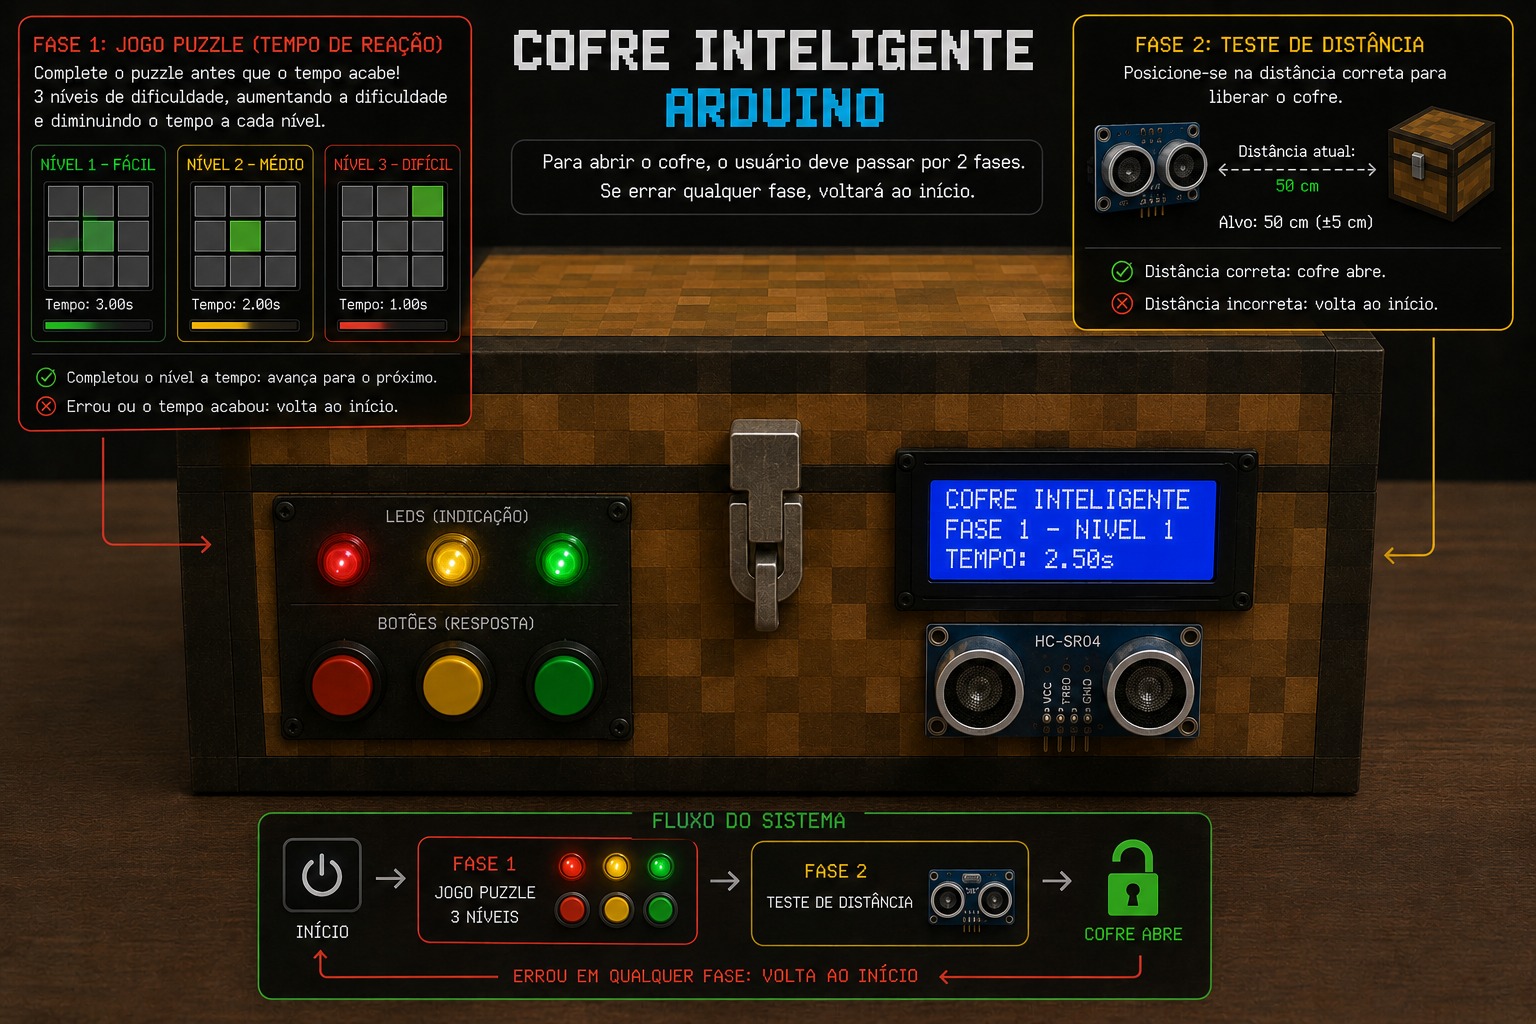 FASE 1: JOGO PUZZLE (TEMPO DE REAÇÃO)
Complete o puzzle antes que o tempo acabe!
3 níveis de dificuldade, aumentando a dificuldade
e diminuindo o tempo a cada nível.
NÍVEL 1 - FÁCIL
Tempo: 3.00s
NÍVEL 2 - MÉDIO
Tempo: 2.00s
NÍVEL 3 - DIFÍCIL
Tempo: 1.00s
Completou o nível a tempo: avança para o próximo.
Errou ou o tempo acabou: volta ao início.
COFRE INTELIGENTE
ARDUINO
Para abrir o cofre, o usuário deve passar por 2 fases.
Se errar qualquer fase, voltará ao início.
FASE 2: TESTE DE DISTÂNCIA
Posicione-se na distância correta para
liberar o cofre.
Distância atual:
50 cm
Alvo: 50 cm (±5 cm)
Distância correta: cofre abre.
Distância incorreta: volta ao início.
LEDS (INDICAÇÃO)
BOTÕES (RESPOSTA)
COFRE INTELIGENTE
FASE 1 - NIVEL 1
TEMPO: 2.50s
HC-SR04
VCC
FLUXO DO SISTEMA
INÍCIO
FASE 1
JOGO PUZZLE
3 NÍVEIS
FASE 2
TESTE DE DISTÂNCIA
COFRE ABRE
ERROU EM QUALQUER FASE: VOLTA AO INÍCIO